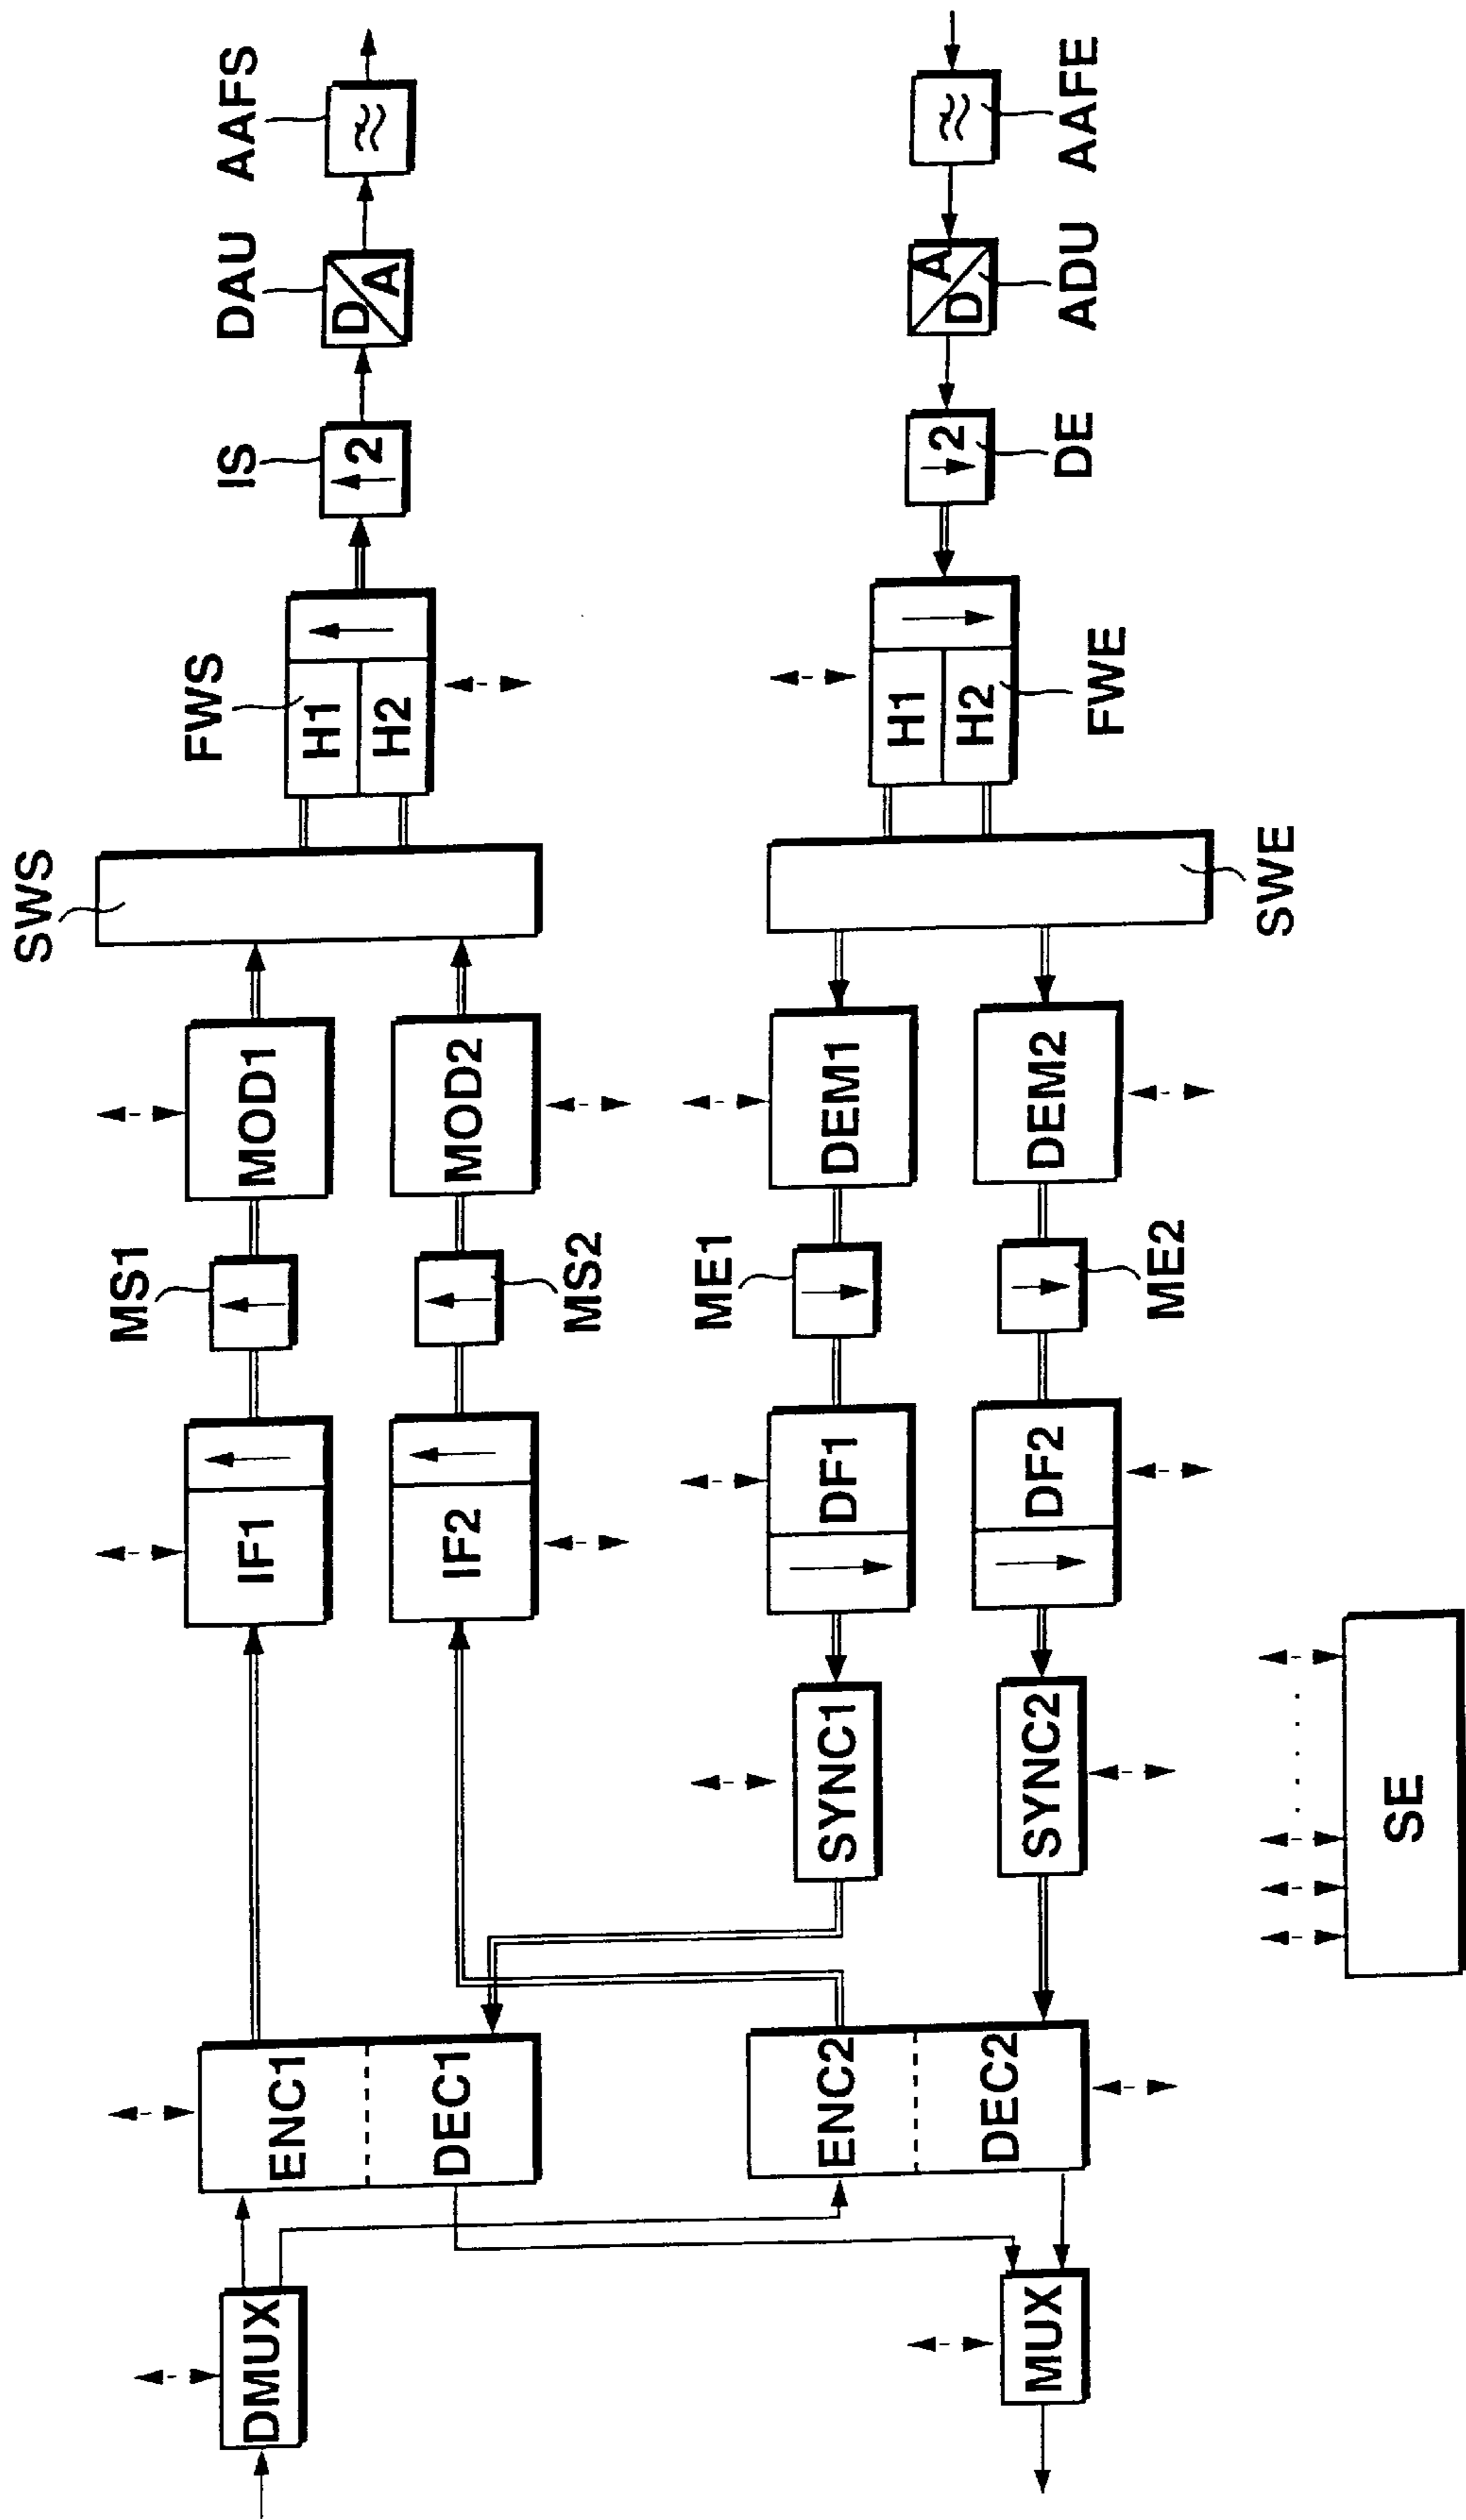 SWS
FWS
IS
DAU
AAFS
MS1
MOD1
H1
H2
2
D
A
IF1
MOD2
IF2
MS2
ENC1
DEC1
DMUX
ME1
DEM1
DF1
SYNC1
H1
H2
2
A
D
DEM2
DF2
SYNC2
ENC2
DEC2
MUX
ME2
FWE
DE
ADU
AAFE
SWE
SE